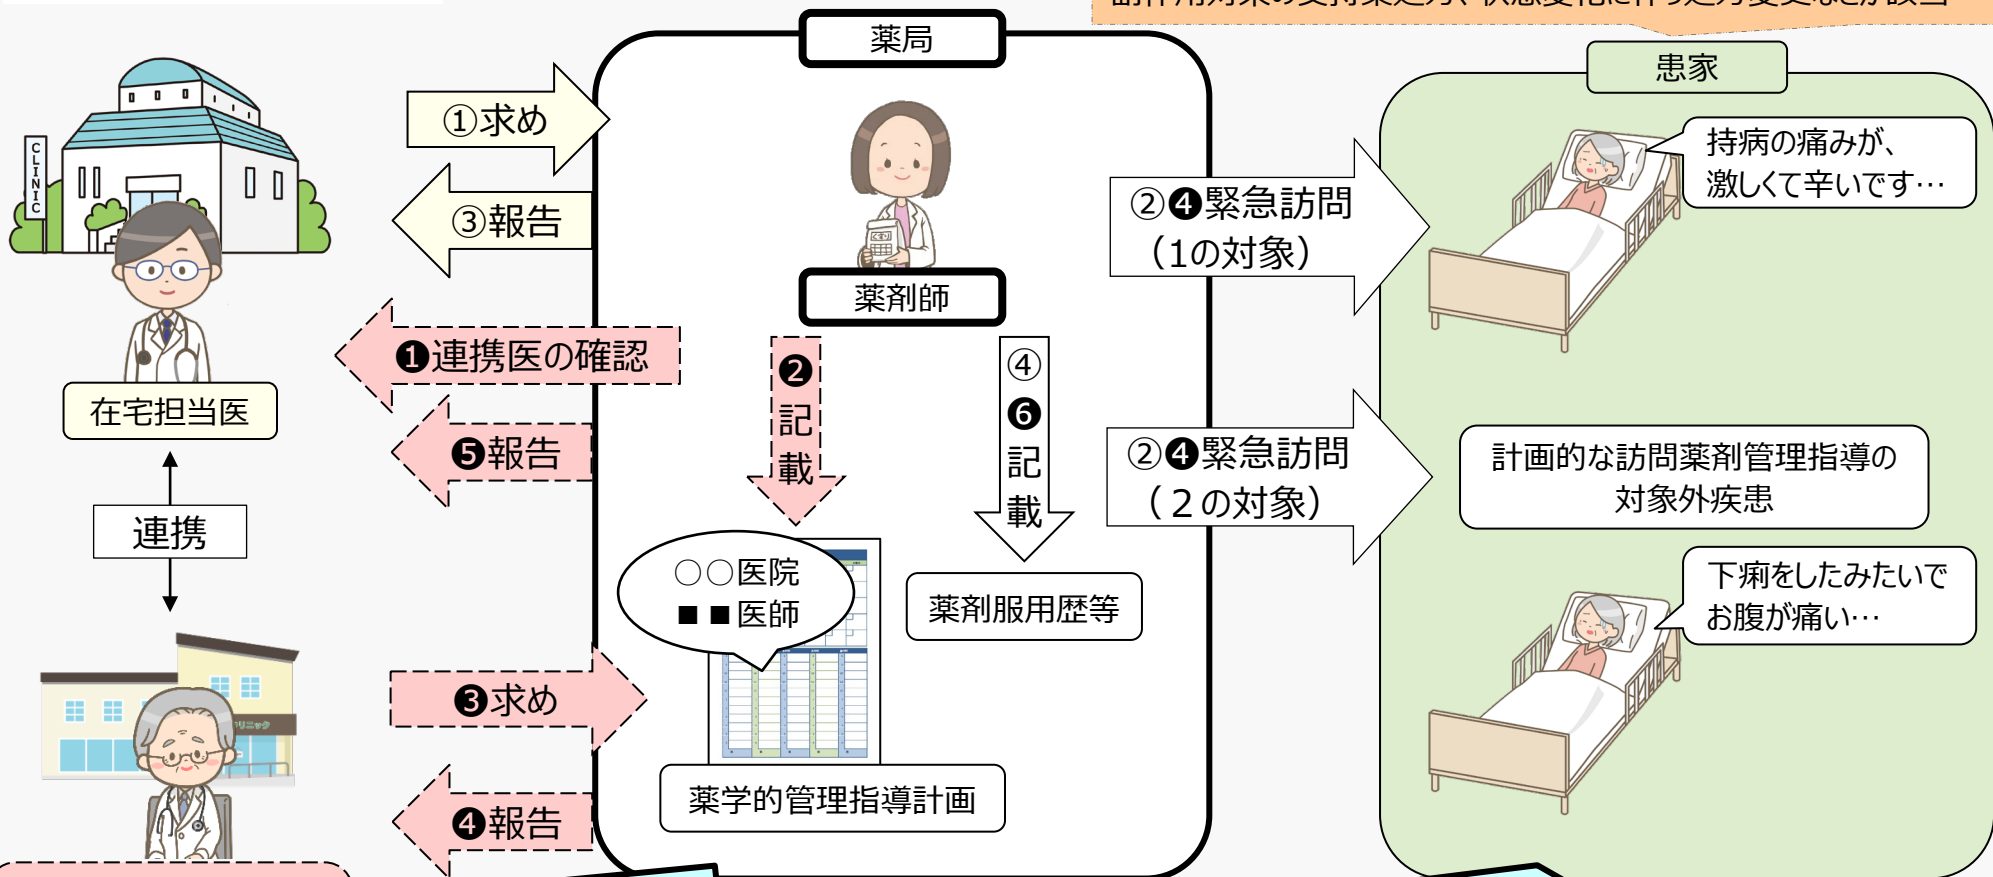 薬局
患家
CLINIC
①求め
③報告
持病の痛みが、
激しくて辛いです…
②❹緊急訪問
（1の対象）
くすり
薬剤師
❶連携医の確認
❷記載
④❻記載
在宅担当医
❺報告
②❹緊急訪問
（２の対象）
計画的な訪問薬剤管理指導の
対象外疾患
連携
○○医院
■■医師
薬剤服用歴等
下痢をしたみたいで
お腹が痛い…
❸求め
薬学的管理指導計画
❹報告